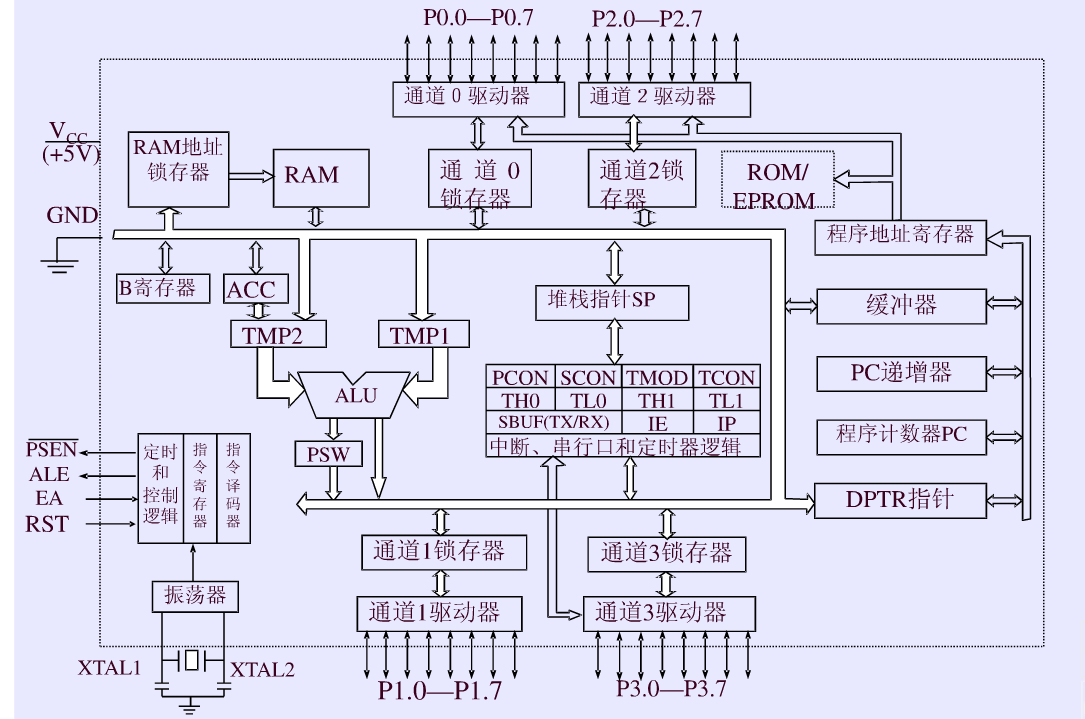 P0.0—P0.7
P2.0—P2.7
通道0驱动器
通道2驱动器
VCC
(+5V)
RAM地址
锁存器
RAM
通道0
锁存器
通道2锁
存器
ROM/
EPROM
GND
程序地址寄存器
B寄存器
ACC
堆栈指针SP
缓冲器
TMP2
TMP1
PC递增器
ALU
PCON
SCON
TMOD
TCON
TH0
TL0
TH1
TL1
SBUF(TX/RX)
IE
IP
中断、串行口和定时器逻辑
程序计数器PC
PSW
PSEN
ALE
EA
RST
定时
和
控制
逻辑
指令寄存器
指令译码器
DPTR指针
通道1锁存器
通道3锁存器
振荡器
通道1驱动器
通道3驱动器
XTAL1
XTAL2
P1.0—P1.7
P3.0—P3.7